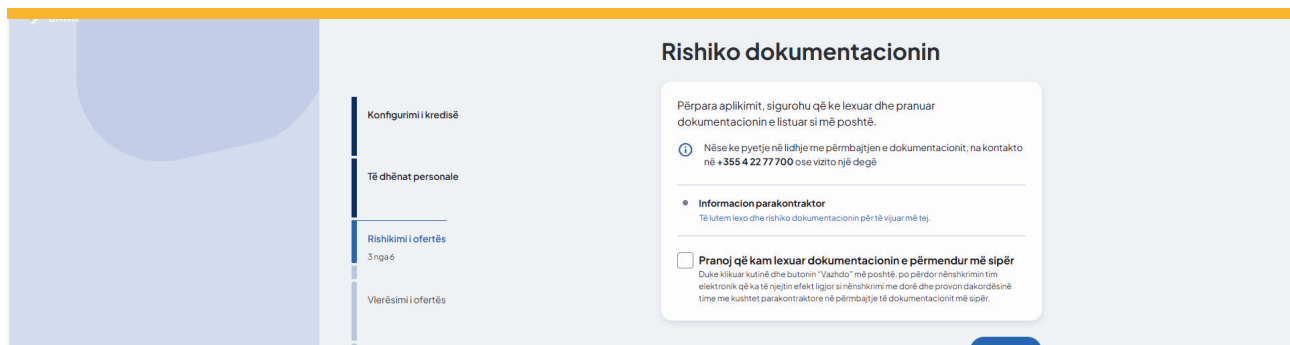 Rishiko dokumentacionin
Konfigurimi i kredisë
Të dhënat personale
Rishikimi i ofertës
3 nga 6
Vlerësimi i ofertës
Përpara aplikimit, sigurohu që ke lexuar dhe pranuar
dokumentacionin e listuar si më poshtë.
Nëse ke pyetje në lidhje me përmbajtjen e dokumentacionit, na kontakto
në +355 4 22 77 700 ose vizito një degë
Informacion parakontraktor
Të lutem lexo dhe rishiko dokumentacionin për të vijuar më tej.
Pranoj që kam lexuar dokumentacionin e përmendur më sipër
Duke klikuar kutinë dhe butonin "Vazhdo" më poshtë, po përdor nënshkrimin tim
elektronik që ka të njejtin efekt ligjor si nënshkrimi me dorë dhe provon dakordësinë
time me kushtet parakontraktore në përmbajtje të dokumentacionit më sipër.